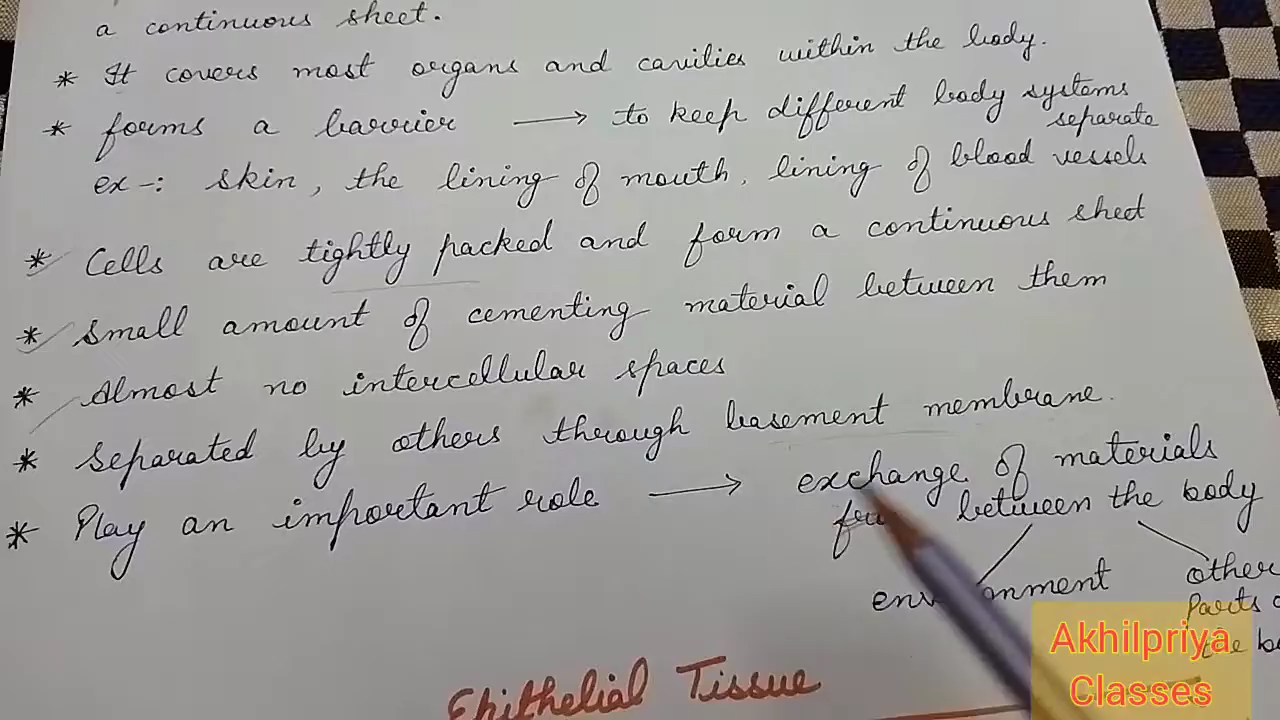 a continuous sheet.
* It covers most organs and cavities within the body.
* forms a barrier → to keep different body systems
separate
ex -: skin, the lining of mouth, lining of blood vessels
* Cells are tightly packed and form a continuous sheet
* Small amount of cementing material between them
* Almost no intercellular spaces
* Separated by others through basement membrane.
* Play an important role → exchange of materials
between the body
environment other
parts
the
Epithelial Tissue
Akhilpriya
Classes